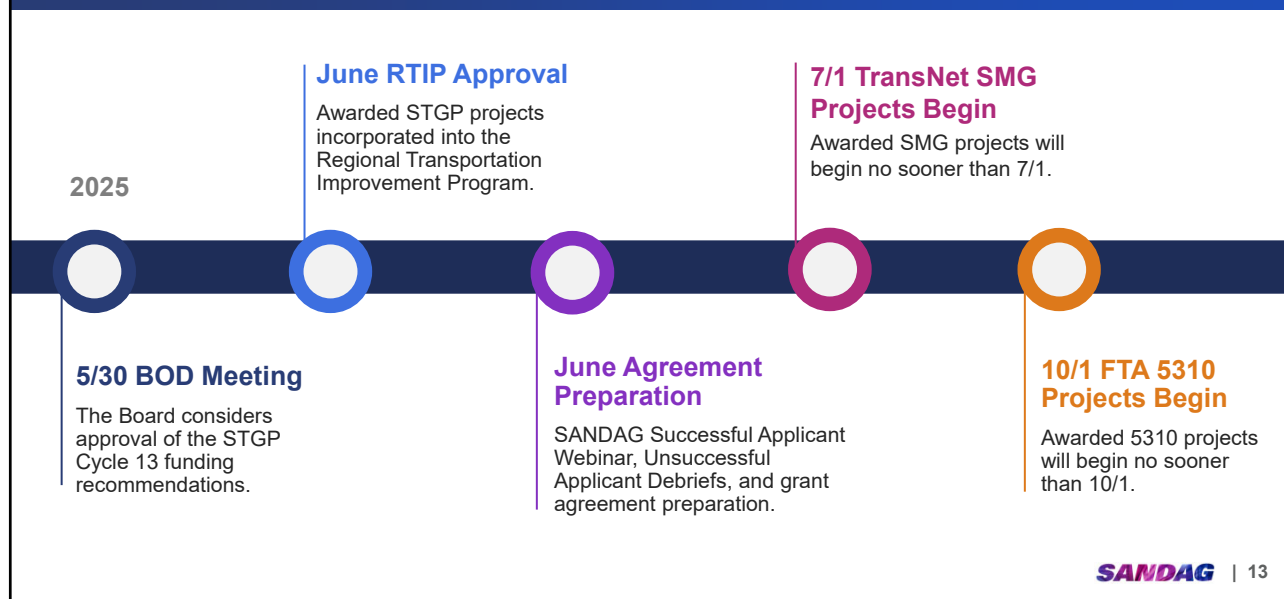 2025
5/30 BOD Meeting
The Board considers
approval of the STGP
Cycle 13 funding
recommendations.
June RTIP Approval
Awarded STGP projects
incorporated into the
Regional Transportation
Improvement Program.
June Agreement
Preparation
SANDAG Successful Applicant
Webinar, Unsuccessful
Applicant Debriefs, and grant
agreement preparation.
7/1 TransNet SMG
Projects Begin
Awarded SMG projects will
begin no sooner than 7/1.
10/1 FTA 5310
Projects Begin
Awarded 5310 projects
will begin no sooner
than 10/1.
SANDAG | 13